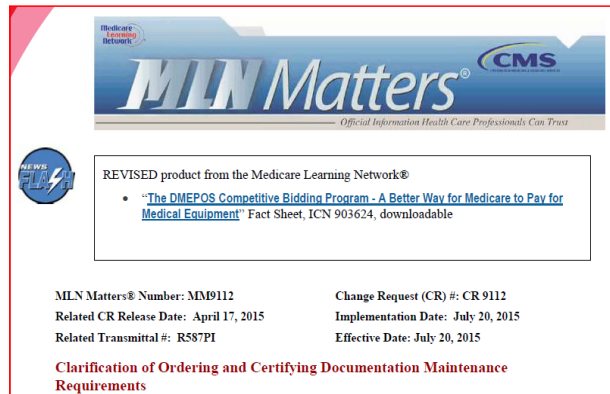 Medicare
Learning
Network®
CMS
MLN Matters®
Official Information Health Care Professionals Can Trust
NEWS
FLASH
REVISED product from the Medicare Learning Network®
• “The DMEPOS Competitive Bidding Program - A Better Way for Medicare to Pay for
Medical Equipment” Fact Sheet, ICN 903624, downloadable
MLN Matters® Number: MM9112
Change Request (CR) #: CR 9112
Related CR Release Date: April 17, 2015
Implementation Date: July 20, 2015
Related Transmittal #: R587PI
Effective Date: July 20, 2015
Clarification of Ordering and Certifying Documentation Maintenance
Requirements